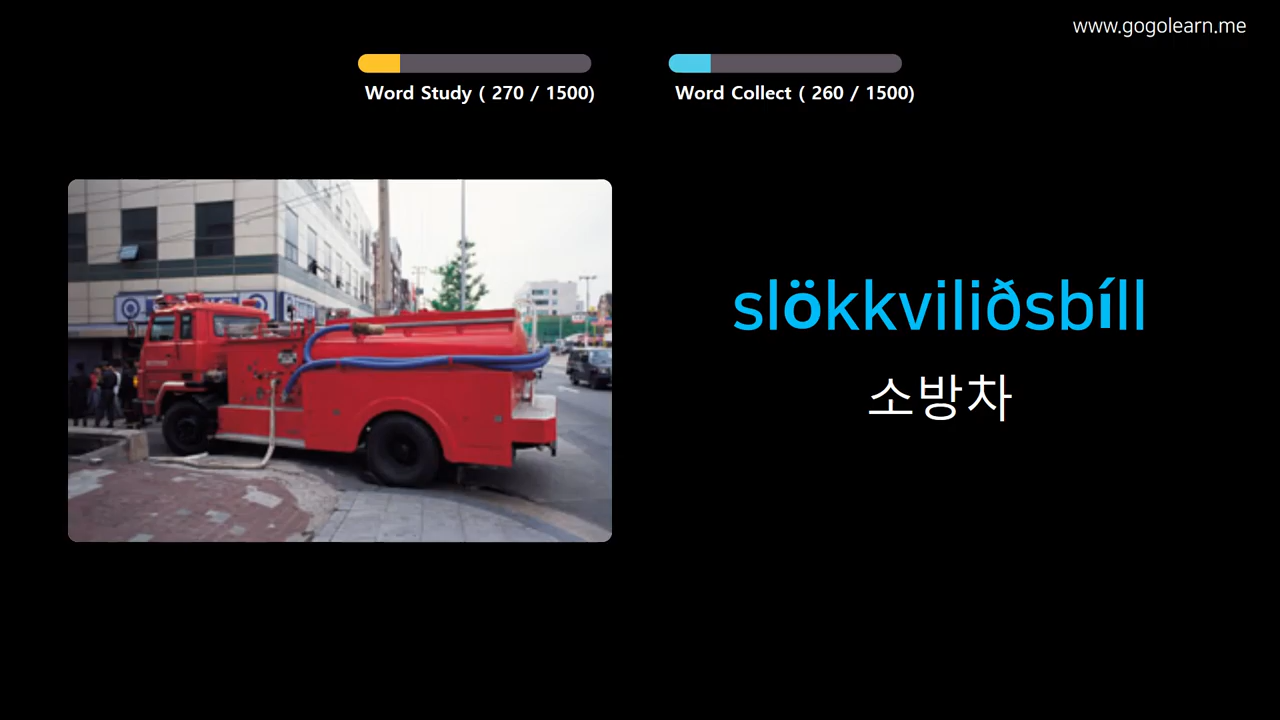 www.gogolearn.me
Word Study ( 270 / 1500)
Word Collect ( 260 / 1500)
slökkviliðsbíll
소방차